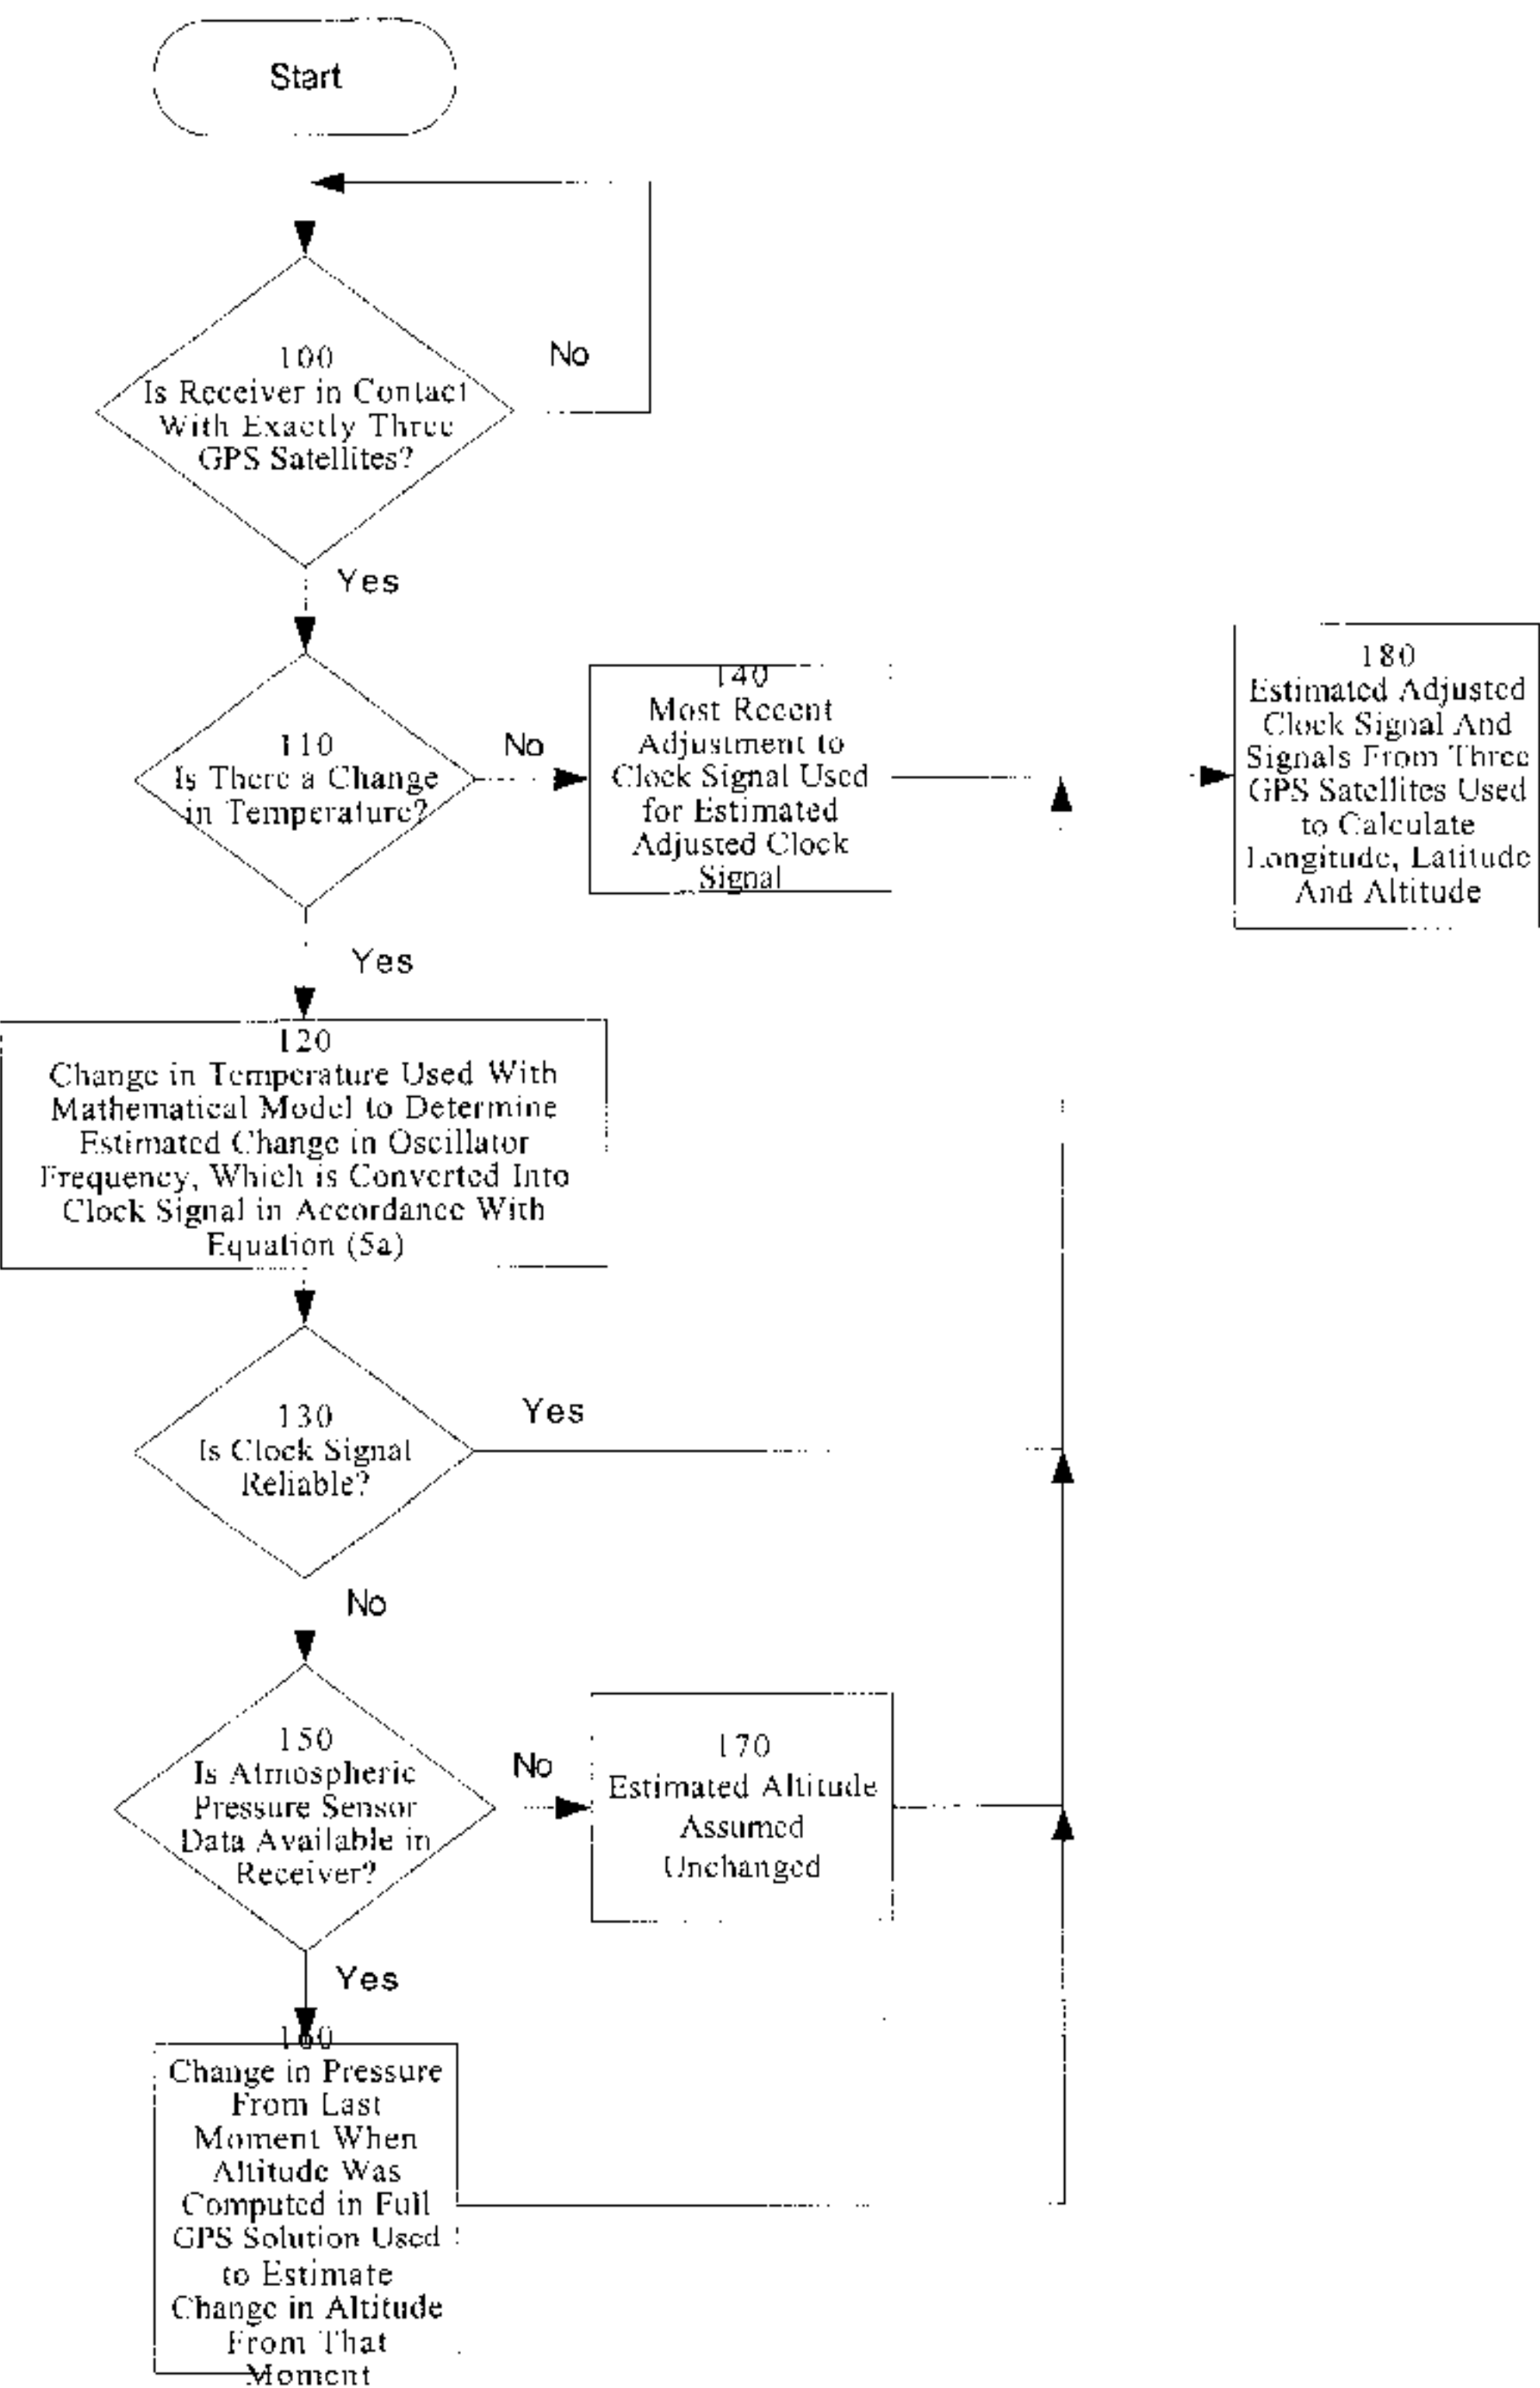 Start
100
Is Receiver in Contact
With Exactly Three
GPS Satellites?
No
Yes
110
Is There a Change
in Temperature?
No
Yes
140
Most Recent
Adjustment to
Clock Signal Used
for Estimated
Adjusted Clock
Signal
180
Estimated Adjusted
Clock Signal And
Signals From Three
GPS Satellites Used
to Calculate
Longitude, Latitude
And Altitude
120
Change in Temperature Used With
Mathematical Model to Determine
Estimated Change in Oscillator
Frequency, Which is Converted Into
Clock Signal in Accordance With
Equation (5a)
130
Is Clock Signal
Reliable?
Yes
No
150
Is Atmospheric
Pressure Sensor
Data Available in
Receiver?
No
Yes
170
Estimated Altitude
Assumed
Unchanged
160
Change in Pressure
From Last
Moment When
Altitude Was
Computed in Full
GPS Solution Used
to Estimate
Change in Altitude
From That
Moment